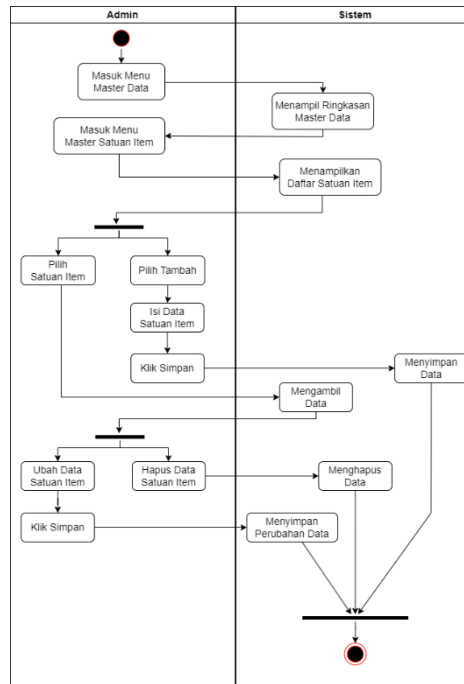 Admin
Sistem
Masuk Menu
Master Data
Menampil Ringkasan
Master Data
Masuk Menu
Master Satuan Item
Menampilkan
Daftar Satuan Item
Pilih
Satuan Item
Pilih Tambah
Isi Data
Satuan Item
Klik Simpan
Menyimpan
Data
Mengambil
Data
Ubah Data
Satuan Item
Hapus Data
Satuan Item
Menghapus
Data
Klik Simpan
Menyimpan
Perubahan Data